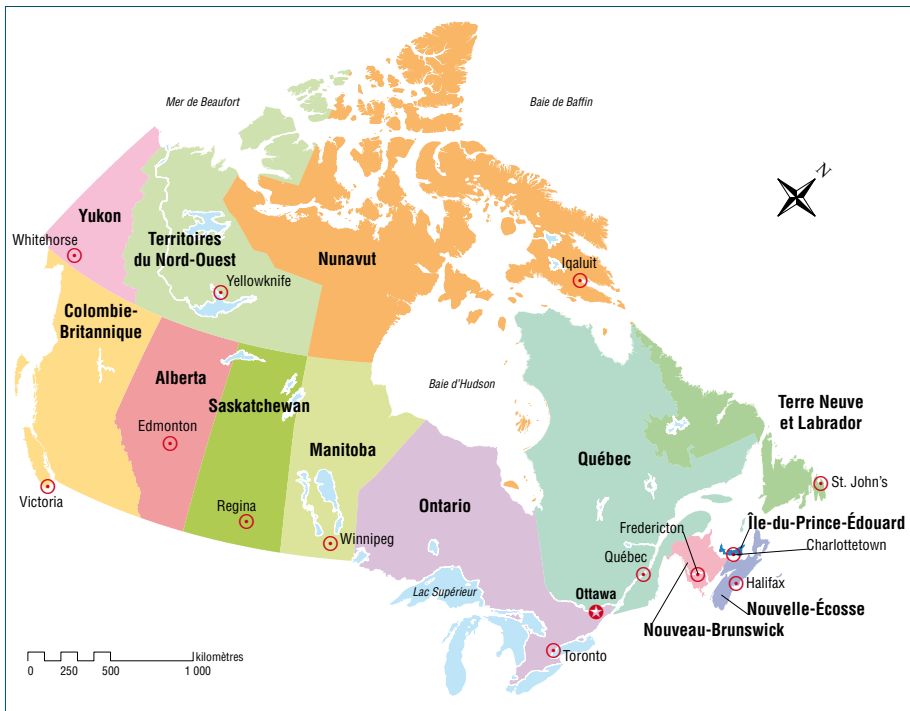 Mer de Beaufort
Baie de Baffin
N
Yukon
Whitehorse
Territoires
du Nord-Ouest
Yellowknife
Nunavut
Iqaluit
Colombie-
Britannique
Alberta
Edmonton
Saskatchewan
Baie d'Hudson
Manitoba
Terre Neuve
et Labrador
Québec
Victoria
Regina
Winnipeg
Ontario
St. John's
Fredericton
Île-du-Prince-Édouard
Charlottetown
Québec
Halifax
Lac Supérieur
Ottawa
Nouvelle-Écosse
Nouveau-Brunswick
Toronto
kilomètres
0 250 500 1 000